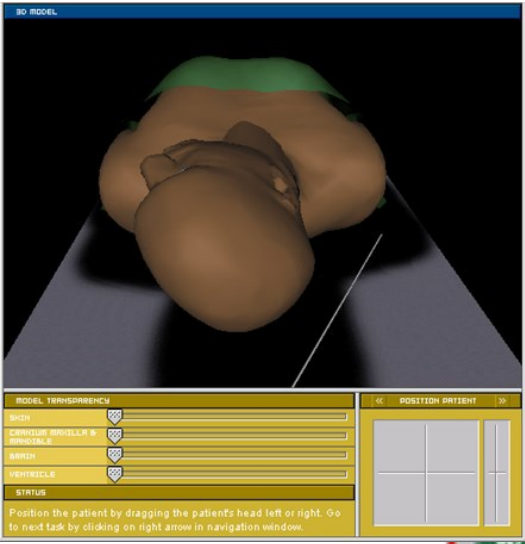 3D MODEL
MODEL TRANSPARENCY
<< POSITION PATIENT >>
SKIN
CRANIUM MAXILLA &
MANDIBLE
BRAIN
VENTRICLE
STATUS
Position the patient by dragging the patient's head left or right. Go
to next task by clicking on right arrow in navigation window.